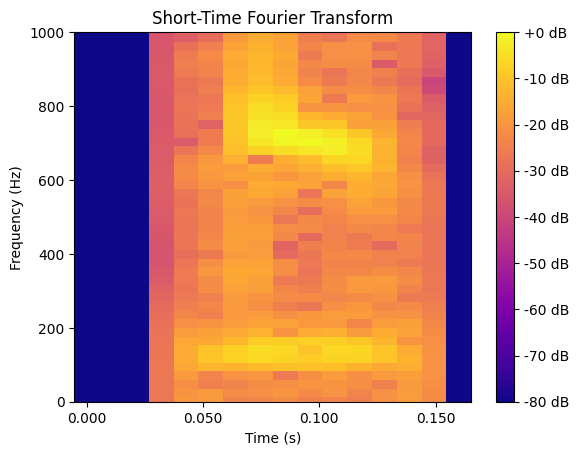 Short-Time Fourier Transform
1000
800
600
400
200
0
Frequency (Hz)
0.000
0.050
0.100
0.150
Time (s)
+0 dB
-10 dB
-20 dB
-30 dB
-40 dB
-50 dB
-60 dB
-70 dB
-80 dB